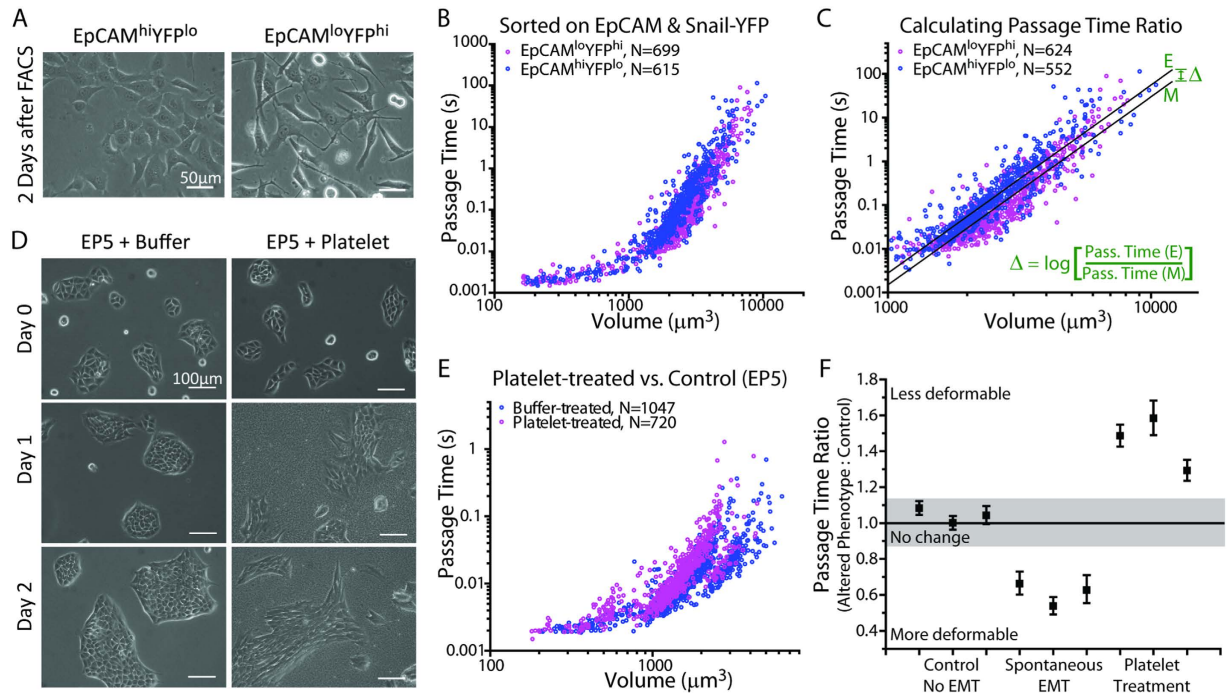 A
EpCAMhiYFPlo
EpCAMloYFPhi
2 Days after FACS
50μm
B
Sorted on EpCAM & Snail-YFP
EpCAMloYFPhi, N=699
EpCAMhiYFPlo, N=615
Passage Time (s)
1000
100
10
1
0.1
0.01
0.001
100
1000
10000
Volume (μm3)
C
Calculating Passage Time Ratio
EpCAMloYFPhi, N=624
EpCAMhiYFPlo, N=552
E
Δ
M
Passage Time (s)
1000
100
10
1
0.1
0.01
0.001
Δ = log[Pass. Time (E)
Pass. Time (M)]
1000
10000
Volume (μm3)
D
EP5 + Buffer
EP5 + Platelet
Day 0
100μm
Day 1
Day 2
E
Platelet-treated vs. Control (EP5)
Buffer-treated, N=1047
Platelet-treated, N=720
Passage Time (s)
1
0.1
0.01
0.001
100
1000
Volume (μm3)
F
Passage Time Ratio
(Altered Phenotype : Control)
1.8
1.6
1.4
1.2
1.0
0.8
0.6
0.4
Less deformable
No change
More deformable
Control
No EMT
Spontaneous
EMT
Platelet
Treatment